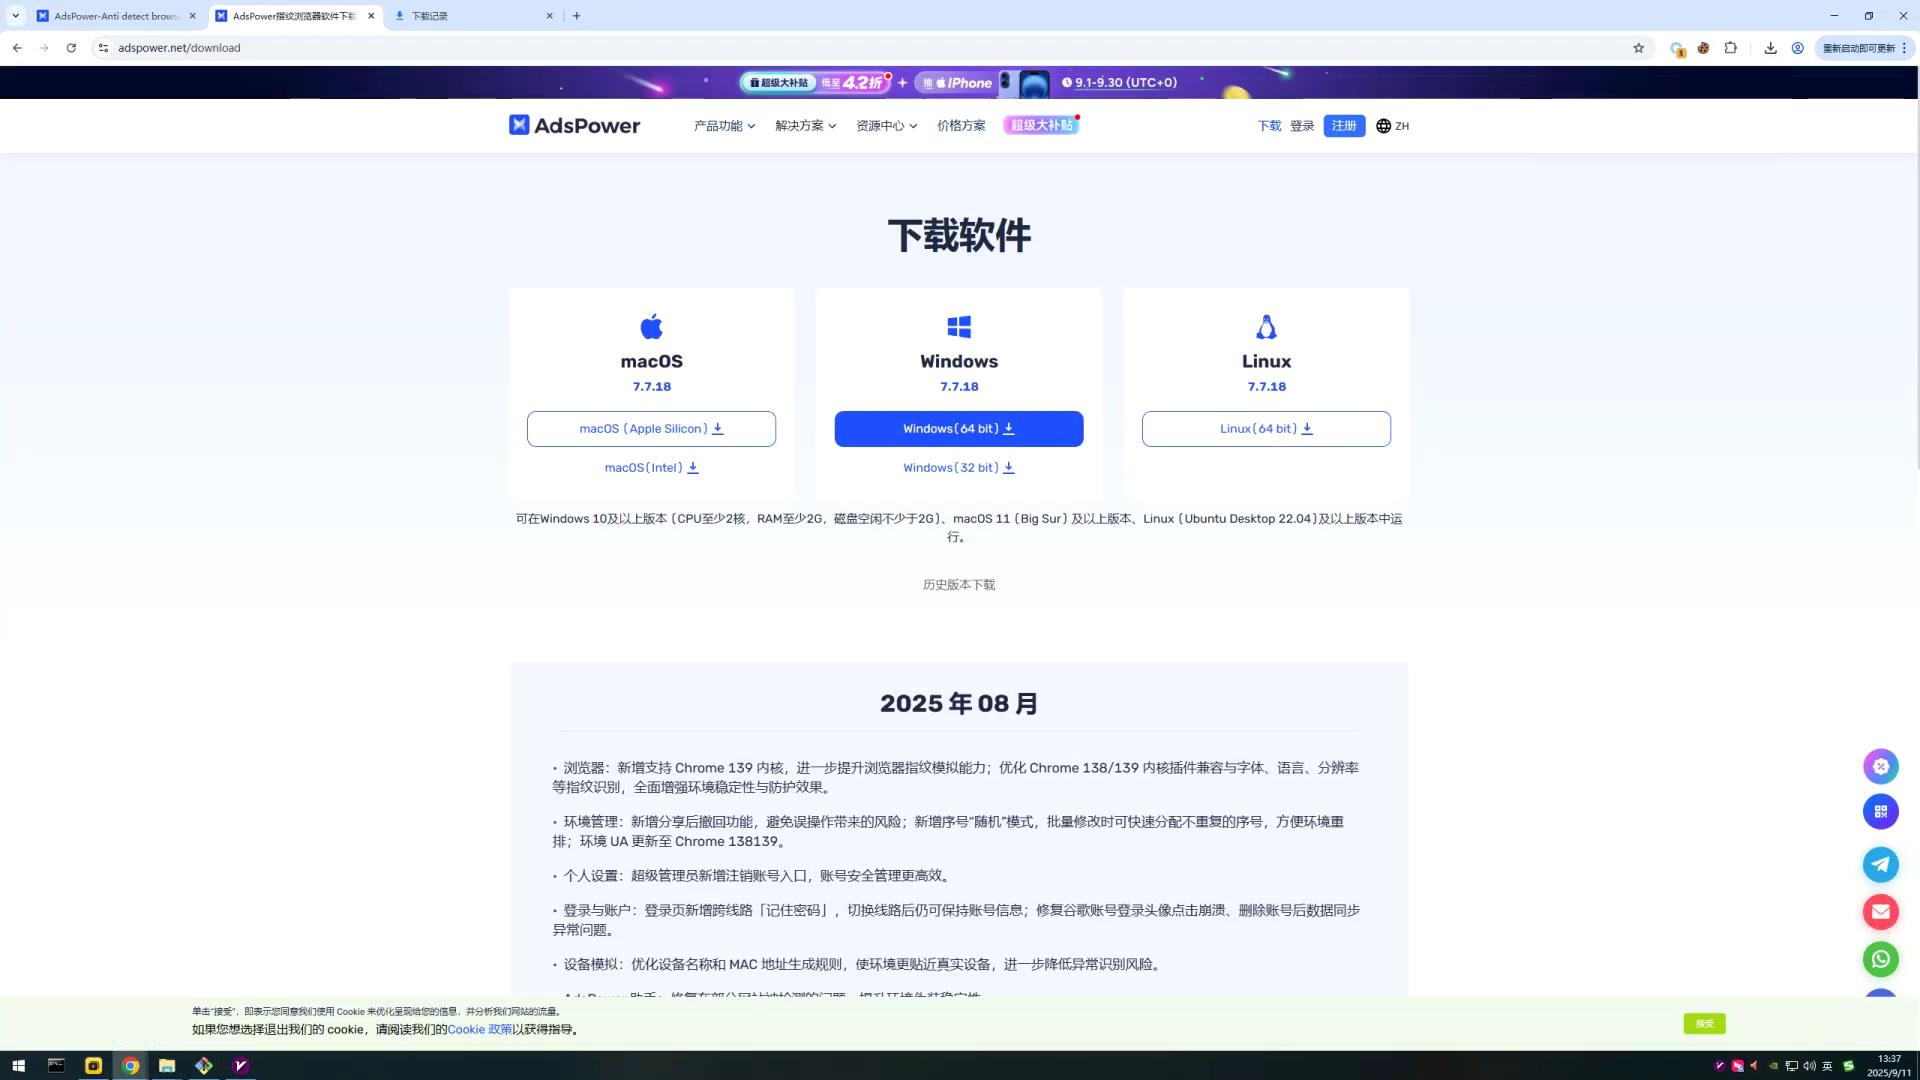 AdsPower-Anti detect brows
AdsPower指纹浏览器软件下载
下载记录
adspower.net/download
3
重新启动即可更新
超级大补贴
低至4.2折
iPhone
9.1-9.30 (UTC+0)
AdsPower
产品功能
解决方案
资源中心
价格方案
超级大补贴
下载
登录
注册
ZH
下载软件
macOS
7.7.18
macOS (Apple Silicon)
macOS(Intel)
Windows
7.7.18
Windows(64 bit)
Windows(32 bit)
Linux
7.7.18
Linux(64 bit)
可在Windows 10及以上版本 (CPU至少2核，RAM至少2G，磁盘空闲不少于2G)、macOS 11 (Big Sur) 及以上版本、Linux (Ubuntu Desktop 22.04)及以上版本中运
行。
历史版本下载
2025 年 08 月
• 浏览器：新增支持 Chrome 139 内核，进一步提升浏览器指纹模拟能力；优化 Chrome 138/139 内核插件兼容与字体、语言、分辨率
等指纹识别，全面增强环境稳定性与防护效果。
• 环境管理：新增分享后撤回功能，避免误操作带来的风险；新增序号“随机”模式，批量修改时可快速分配不重复的序号，方便环境重
排；环境 UA 更新至 Chrome 138139。
• 个人设置：超级管理员新增注销账号入口，账号安全管理更高效。
• 登录与账户：登录页新增跨线路「记住密码」，切换线路后仍可保持账号信息；修复谷歌账号登录头像点击崩溃、删除账号后数据同步
异常问题。
• 设备模拟：优化设备名称和 MAC 地址生成规则，使环境更贴近真实设备，进一步降低异常识别风险。
单击“接受”，即表示您同意我们使用 Cookie 来优化呈现给您的信息，并分析我们网站的流量。
如果您想选择退出我们的 cookie，请阅读我们的Cookie 政策以获得指导。
接受
英
13:37
2025/9/11